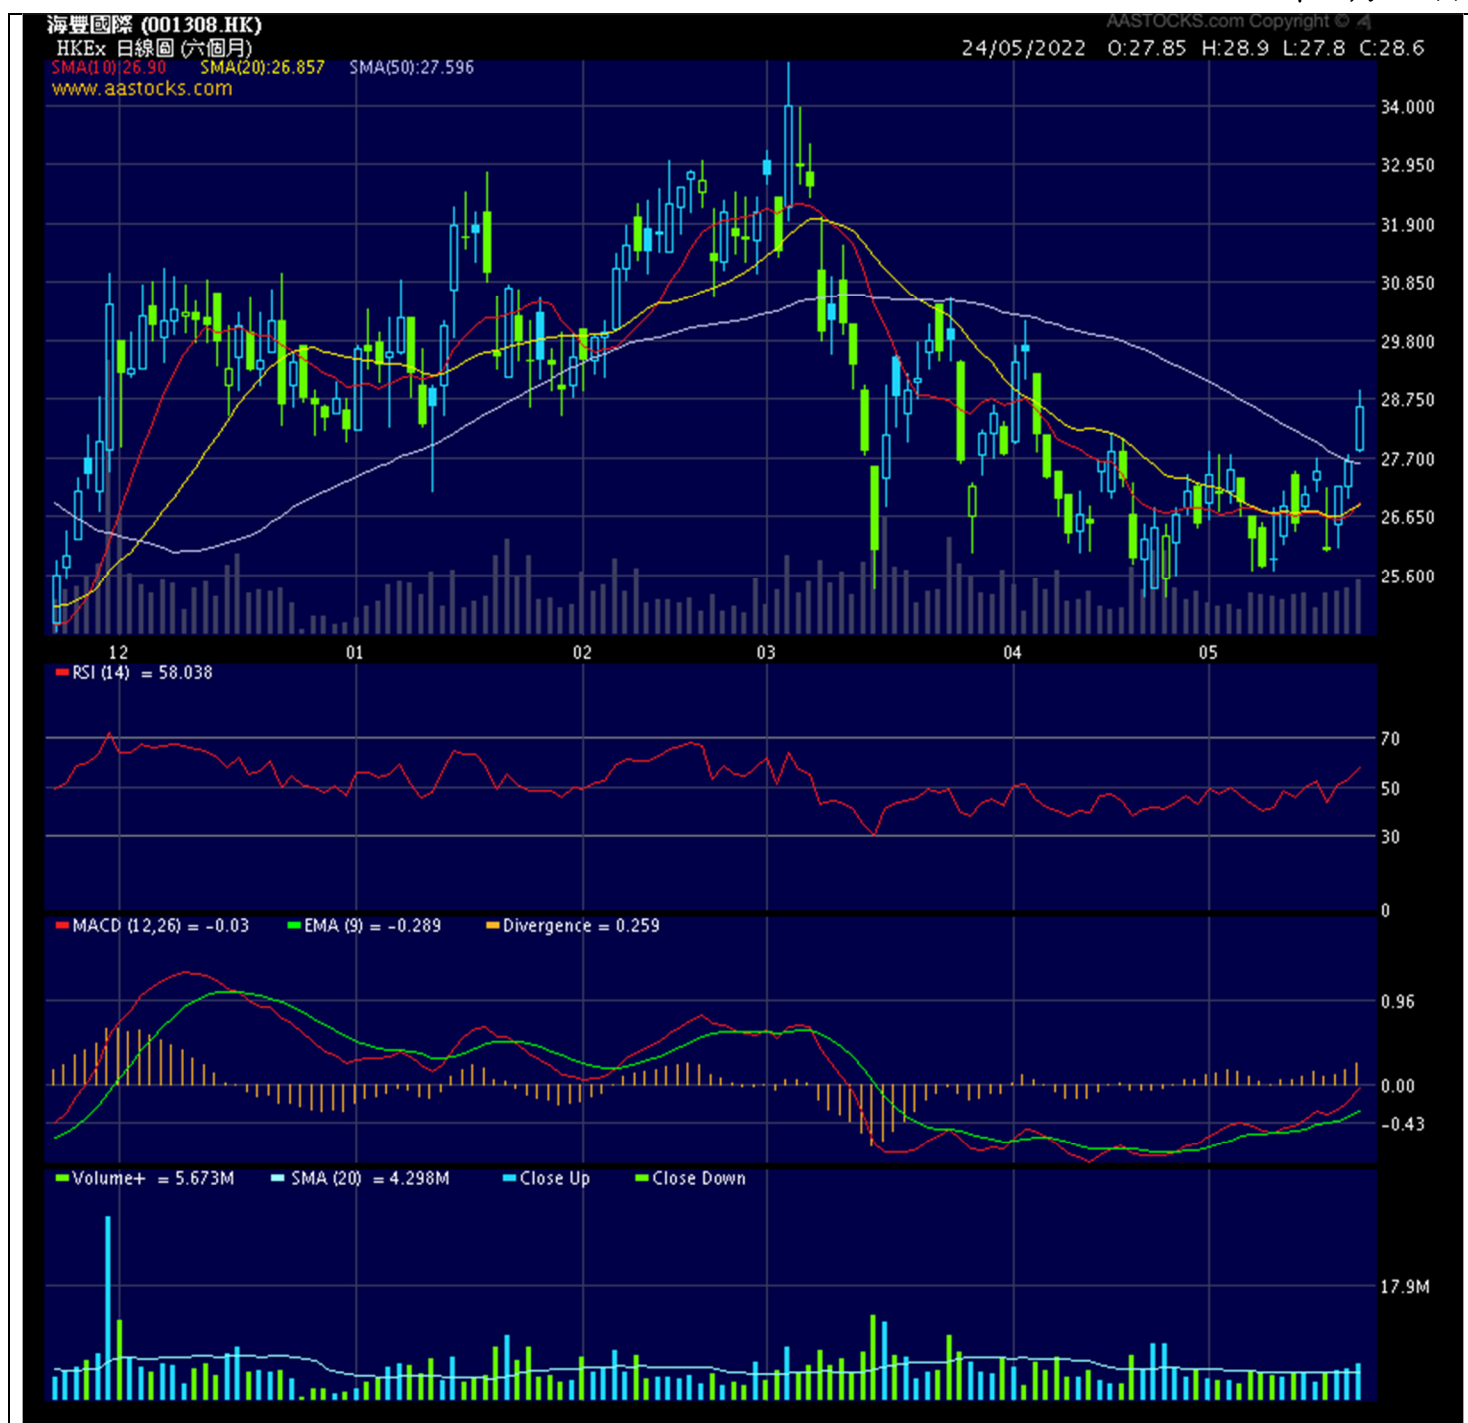 AASTOCKS.com Copyright ©
海豐國際 (001308.HK)
HKEx 日線圖 (六個月)
24/05/2022 O:27.85 H:28.9 L:27.8 C:28.6
SMA(10):26.90 SMA(20):26.857 SMA(50):27.596
www.aastocks.com
34.000
32.950
31.900
30.850
29.800
28.750
27.700
26.650
25.600
12 01 02 03 04 05
RSI (14) = 58.038
70
50
30
0
MACD (12,26) = -0.03 EMA (9) = -0.289 Divergence = 0.259
0.96
0.00
-0.43
Volume+ = 5.673M SMA (20) = 4.298M Close Up Close Down
17.9M